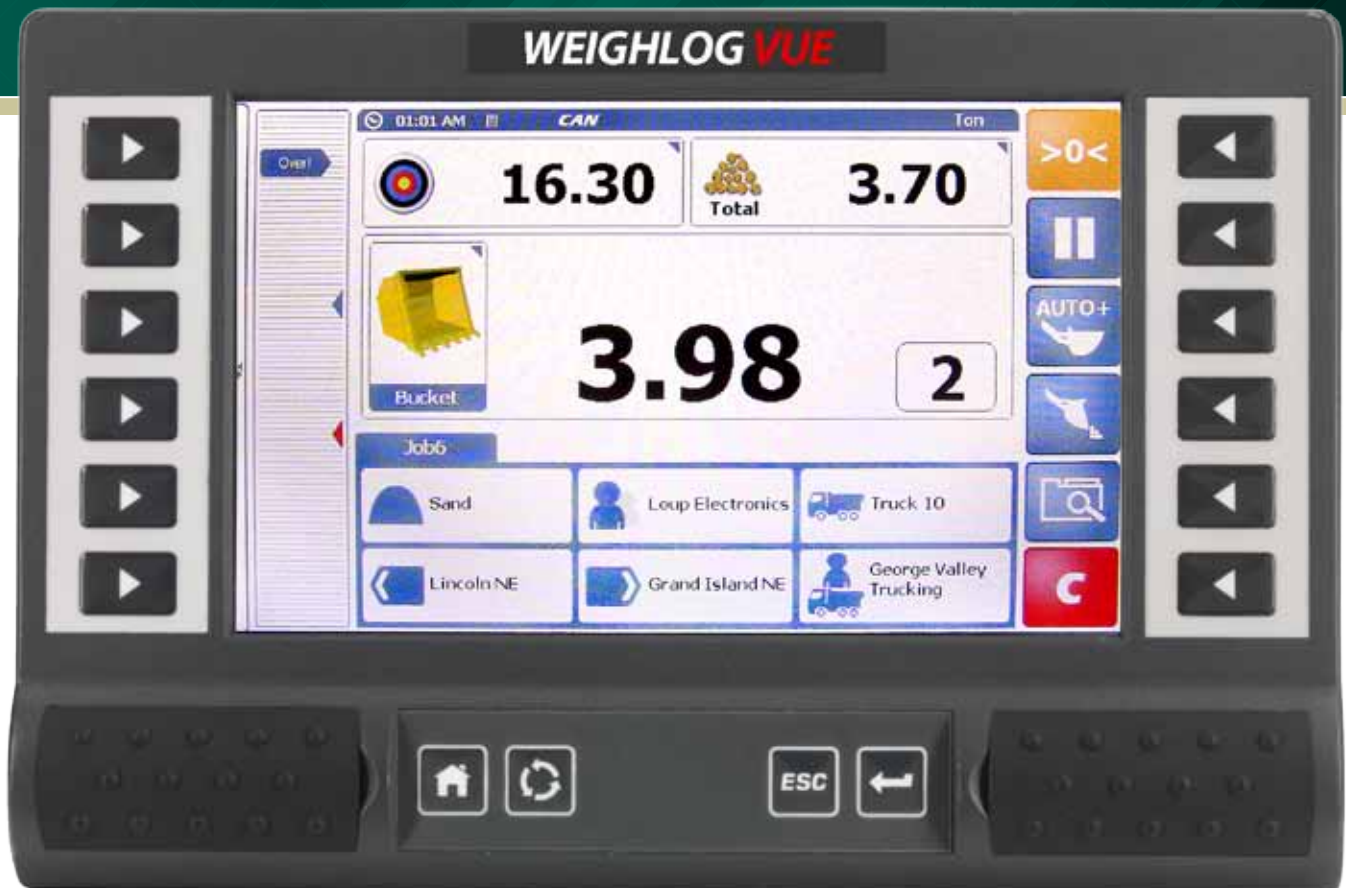 WEIGHLOG VUE
01:01 AM CAN Ton
Over!
>0<
16.30
Total
3.70
AUTO+
Bucket
3.98
2
Job6
Sand
Loup Electronics
Truck 10
Lincoln NE
Grand Island NE
George Valley
Trucking
C
ESC